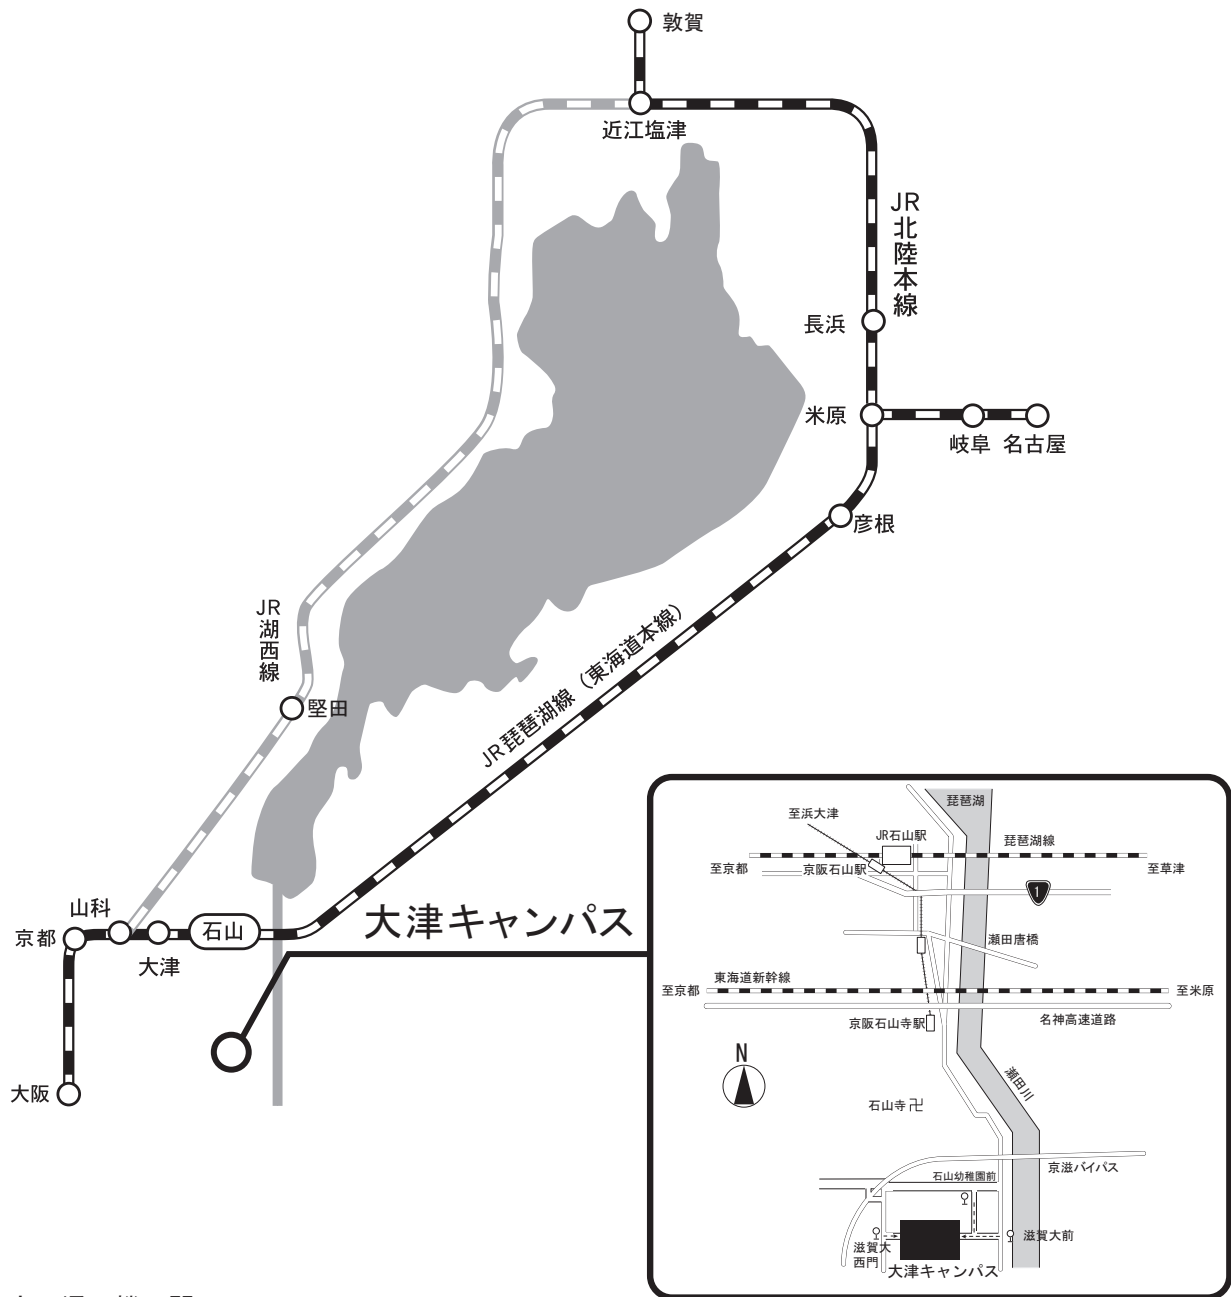 敦賀
近江塩津
JR北陸本線
長浜
米原
岐阜
名古屋
彦根
JR琵琶湖線（東海道本線）
JR湖西線
堅田
山科
京都
大津
石山
大阪
大津キャンパス
琵琶湖
至浜大津
JR石山駅
琵琶湖線
至京都
京阪石山駅
至草津
1
瀬田唐橋
東海道新幹線
至京都
至米原
京阪石山寺駅
名神高速道路
N
瀬田川
石山寺卍
京滋バイパス
石山幼稚園前
滋賀大前
滋賀大
西門
大津キャンパス